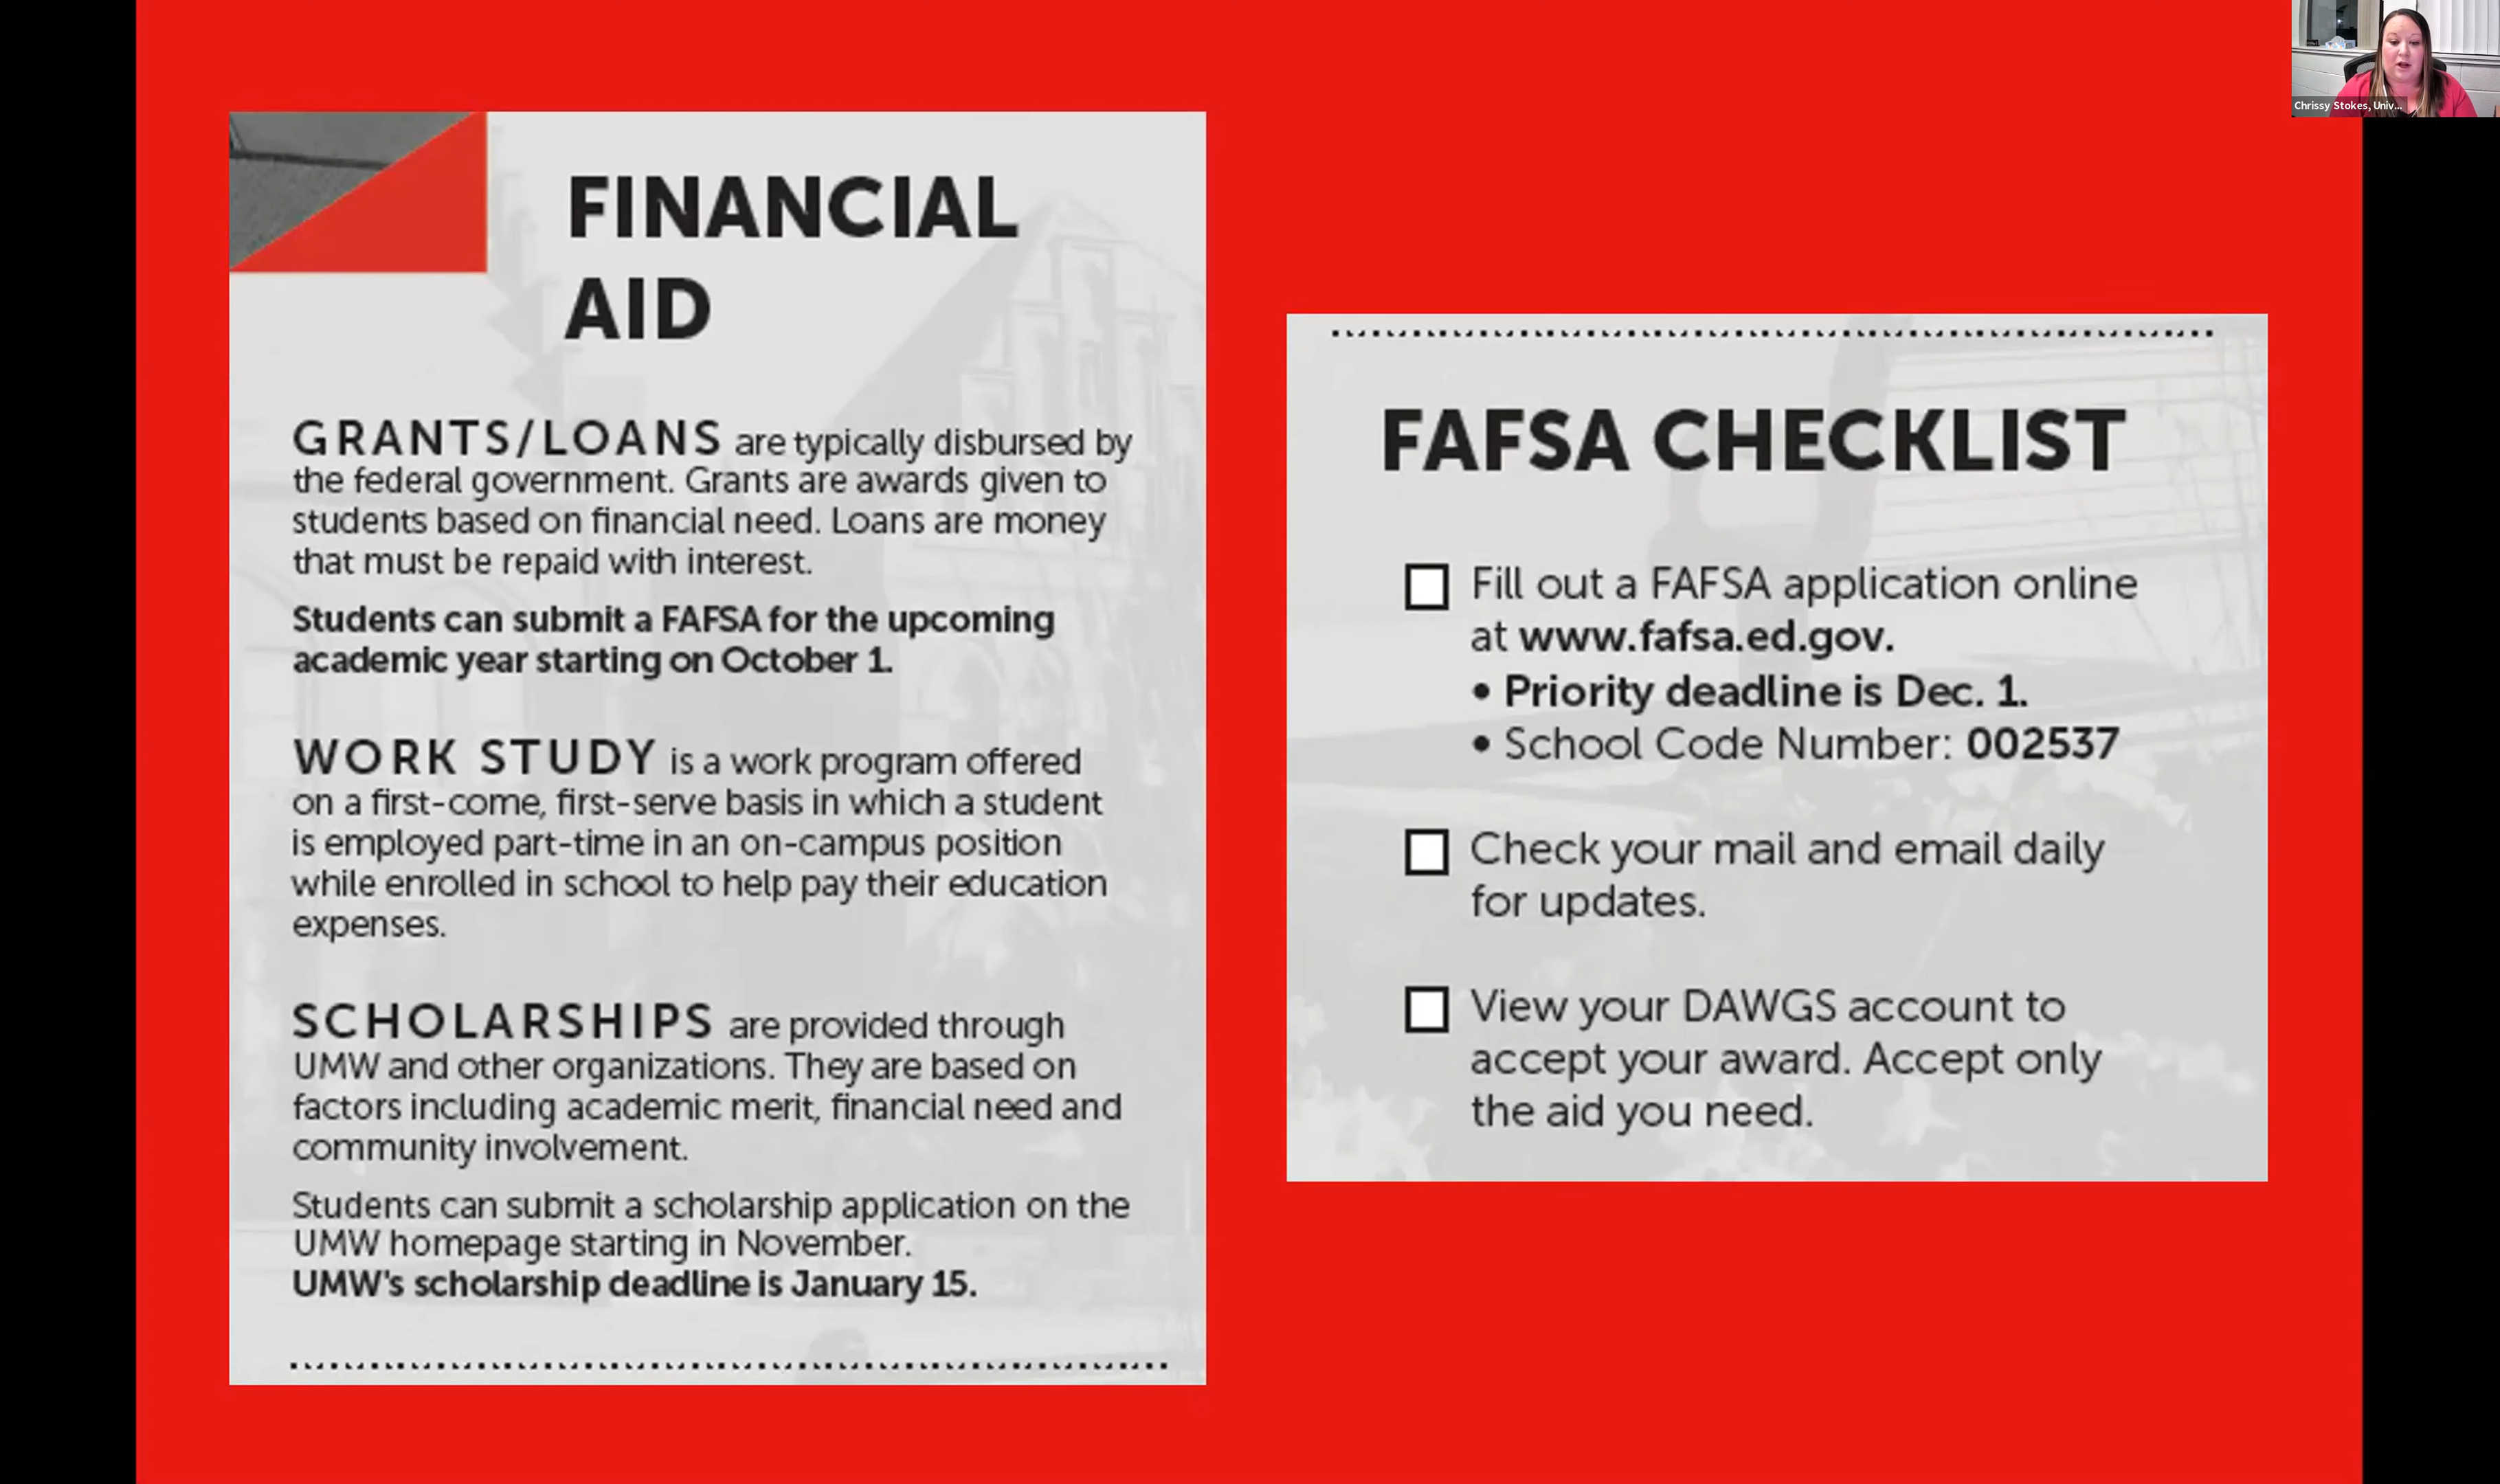 Chrissy Stokes, Univ...
FINANCIAL
AID
GRANTS/LOANS are typically disbursed by
the federal government. Grants are awards given to
students based on financial need. Loans are money
that must be repaid with interest.
Students can submit a FAFSA for the upcoming
academic year starting on October 1.
WORK STUDY is a work program offered
on a first-come, first-serve basis in which a student
is employed part-time in an on-campus position
while enrolled in school to help pay their education
expenses.
SCHOLARSHIPS are provided through
UMW and other organizations. They are based on
factors including academic merit, financial need and
community involvement.
Students can submit a scholarship application on the
UMW homepage starting in November.
UMW's scholarship deadline is January 15.
FAFSA CHECKLIST
Fill out a FAFSA application online
at www.fafsa.ed.gov.
• Priority deadline is Dec. 1.
• School Code Number: 002537
Check your mail and email daily
for updates.
View your DAWGS account to
accept your award. Accept only
the aid you need.